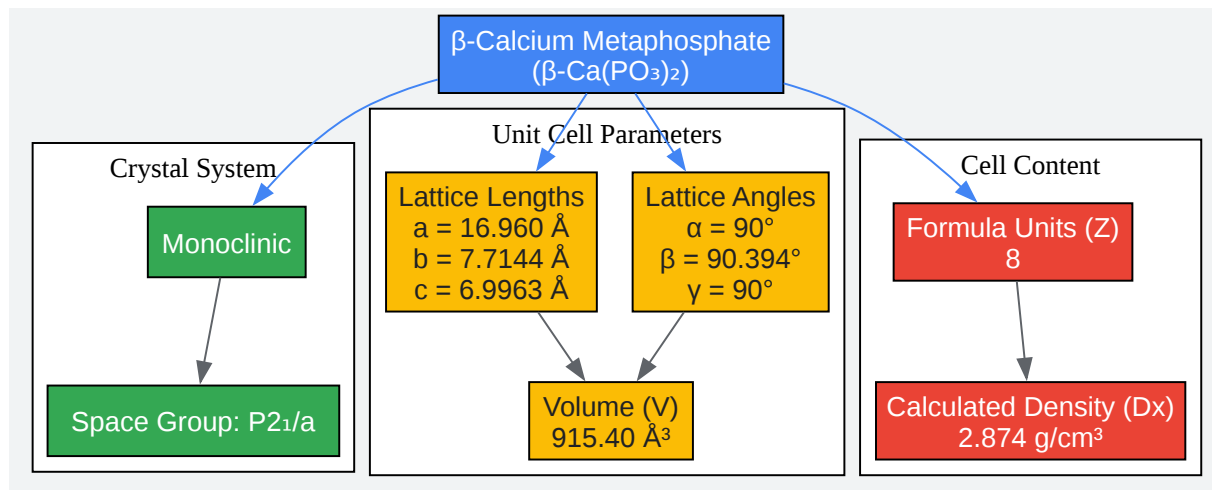 β-Calcium Metaphosphate
(β-Ca(PO₃)₂)
Crystal System
Monoclinic
Space Group: P2₁/a
Unit Cell Parameters
Lattice Lengths
a = 16.960 Å
b = 7.7144 Å
c = 6.9963 Å
Lattice Angles
α = 90°
β = 90.394°
γ = 90°
Volume (V)
915.40 Å³
Cell Content
Formula Units (Z)
8
Calculated Density (Dx)
2.874 g/cm³